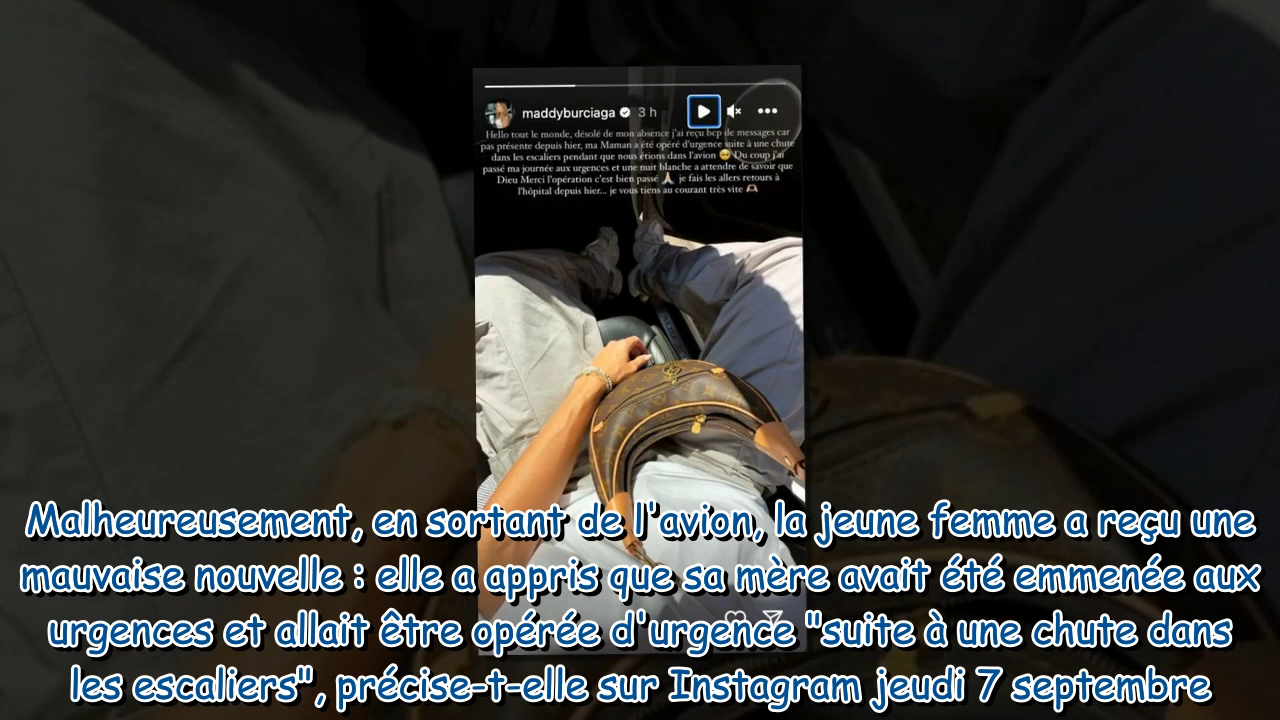 maddyburciaga 3 h
Hello tout le monde, désolé de mon absence j'ai reçu bcp de messages car
pas présente depuis hier, ma Maman a été opéré d'urgence suite à une chute
dans les escaliers pendant que nous étions dans l'avion 🥺 Du coup j'ai
passé ma journée aux urgences et une nuit blanche a attendre de savoir que
Dieu Merci l'opération c'est bien passé 🙏🏻 je fais les allers retours à
l'hôpital depuis hier... je vous tiens au courant très vite 🫶🏻
Malheureusement, en sortant de l'avion, la jeune femme a reçu une
mauvaise nouvelle : elle a appris que sa mère avait été emmenée aux
urgences et allait être opérée d'urgence "suite à une chute dans
les escaliers", précise-t-elle sur Instagram jeudi 7 septembre